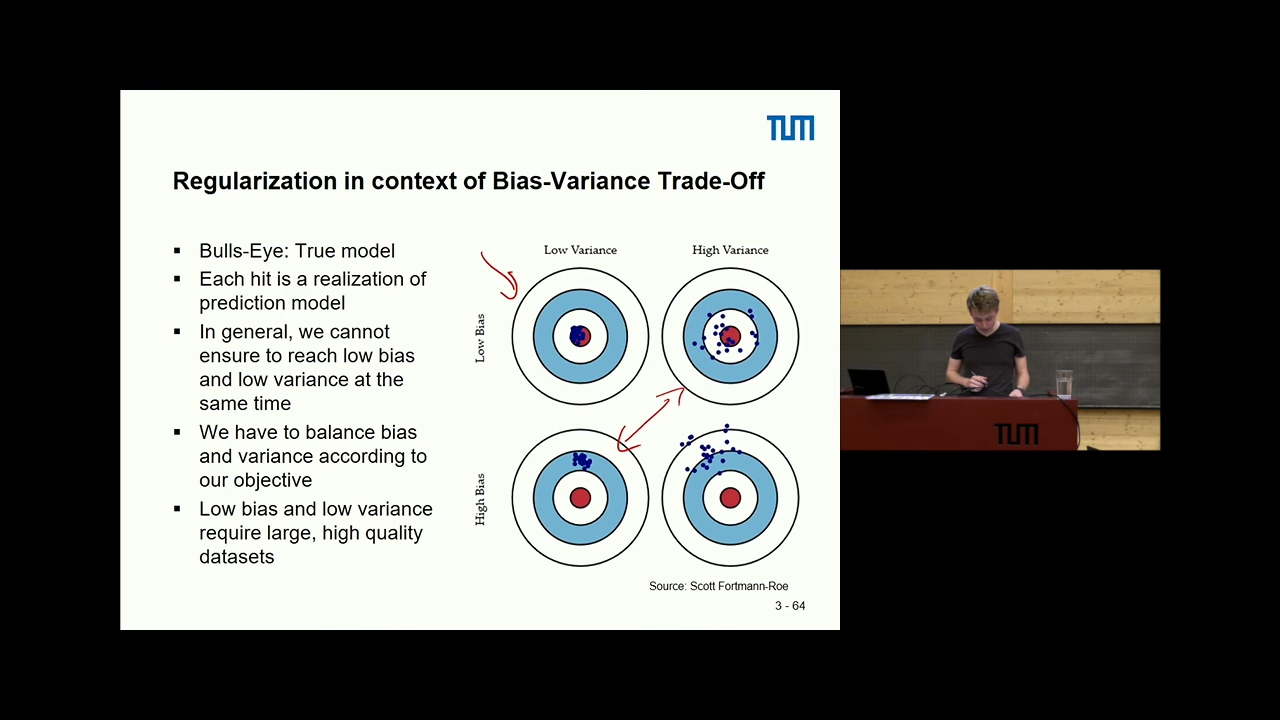 TUM
Regularization in context of Bias-Variance Trade-Off
▪ Bulls-Eye: True model
▪ Each hit is a realization of
prediction model
▪ In general, we cannot
ensure to reach low bias
and low variance at the
same time
▪ We have to balance bias
and variance according to
our objective
▪ Low bias and low variance
require large, high quality
datasets
Low Variance
High Variance
Low Bias
High Bias
Source: Scott Fortmann-Roe
3 - 64
TUM